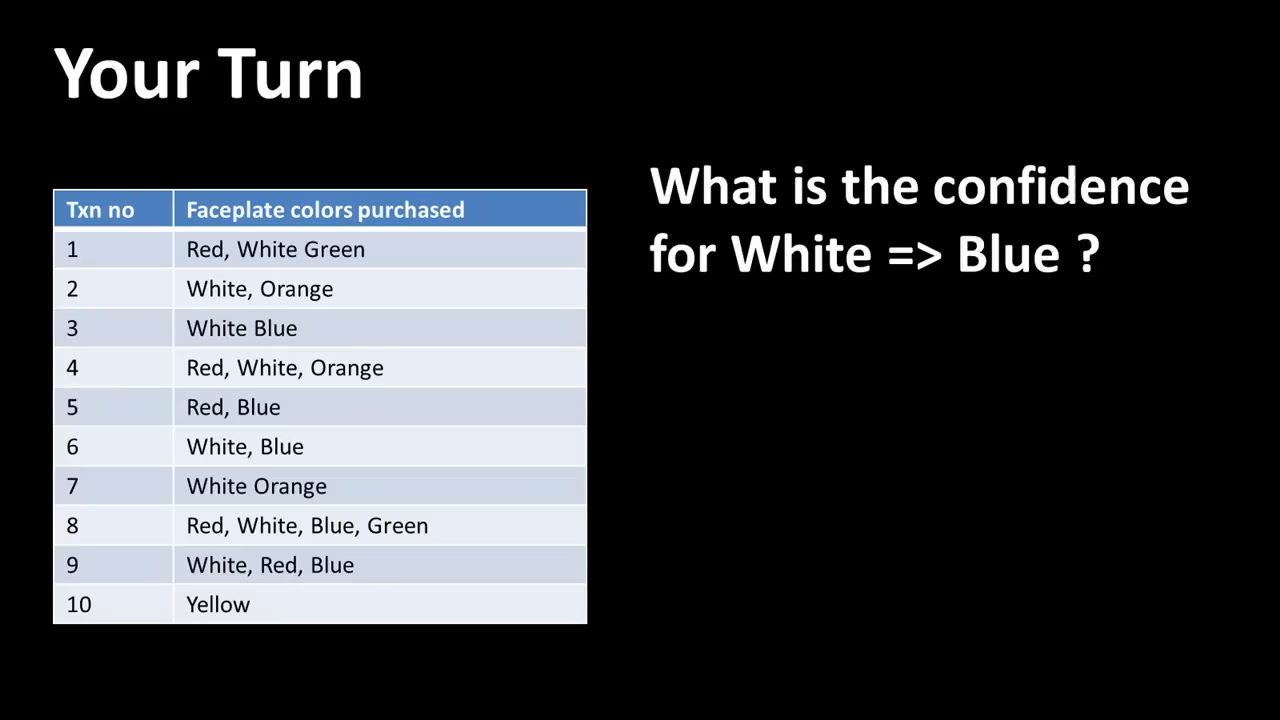 Your Turn
What is the confidence
for White => Blue ?
Txn no Faceplate colors purchased
1 Red, White Green
2 White, Orange
3 White Blue
4 Red, White, Orange
5 Red, Blue
6 White, Blue
7 White Orange
8 Red, White, Blue, Green
9 White, Red, Blue
10 Yellow